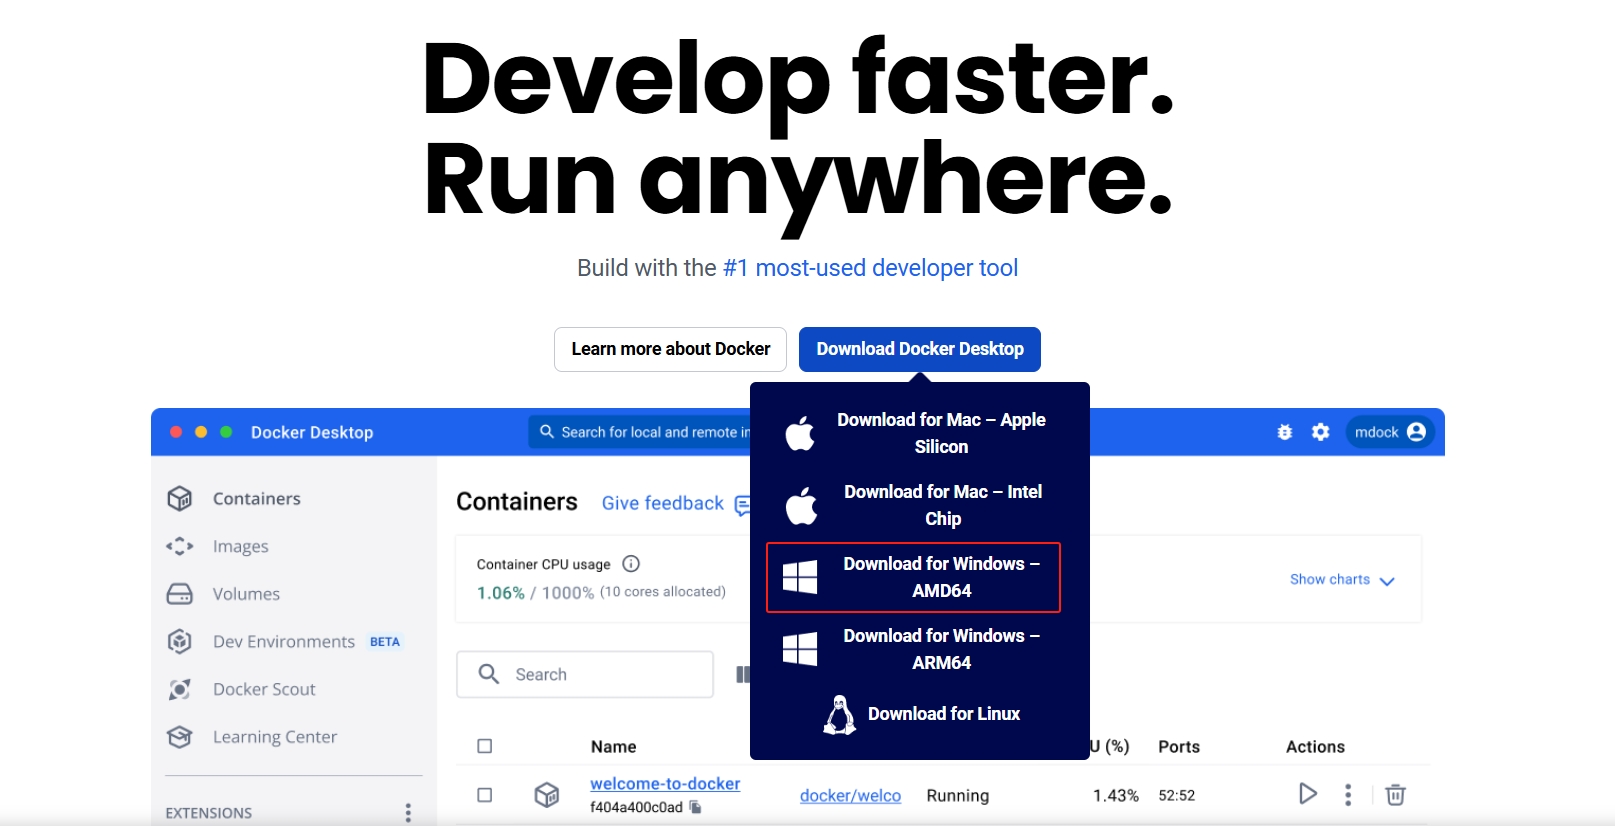 Develop faster.
Run anywhere.
Build with the #1 most-used developer tool
Learn more about Docker
Download Docker Desktop
Download for Mac – Apple
Silicon
Download for Mac – Intel
Chip
Download for Windows –
AMD64
Download for Windows –
ARM64
Download for Linux
Docker Desktop
Search for local and remote
mdock
Containers
Images
Volumes
Dev Environments BETA
Docker Scout
Learning Center
EXTENSIONS
Containers Give feedback
Container CPU usage
1.06% / 1000% (10 cores allocated)
Show charts
Search
Name U (%) Ports Actions
welcome-to-docker docker/welco Running 1.43% 52:52
f404a400c0ad